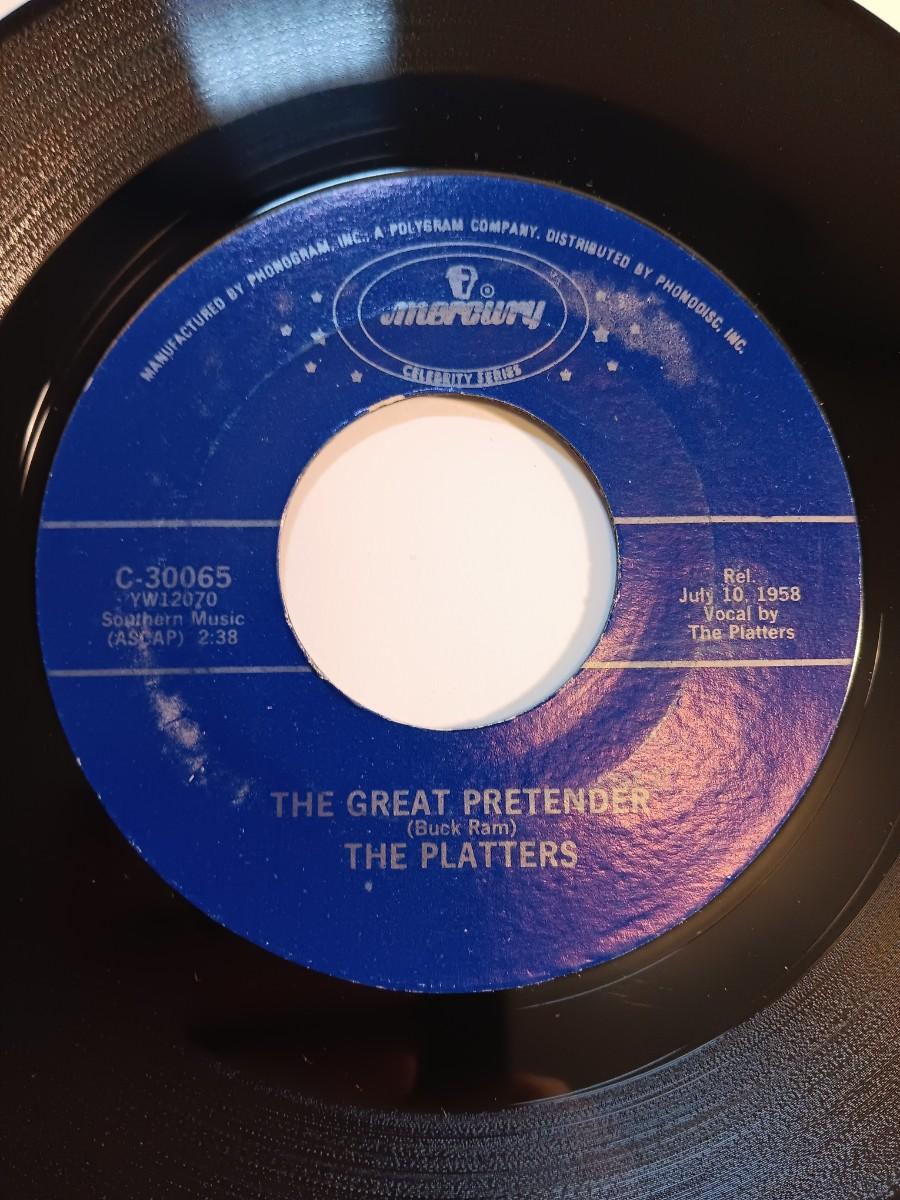 MANUFACTURED BY PHONOGRAM, INC., A POLYGRAM COMPANY. DISTRIBUTED BY PHONODISC, INC.
mercury ®
CELEBRITY SERIES
C-30065
YW12070
Southern Music
(ASCAP) 2:38
Rel.
July 10, 1958
Vocal by
The Platters
THE GREAT PRETENDER
(Buck Ram)
THE PLATTERS